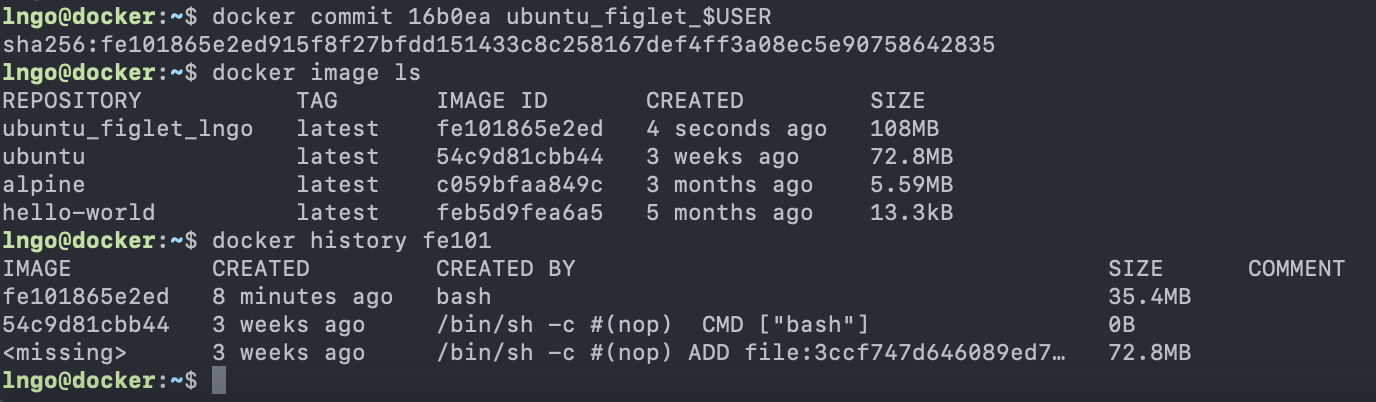 lngo@docker:~$ docker commit 16b0ea ubuntu_figlet_$USER
sha256:fe101865e2ed915f8f27bfdd151433c8c258167def4ff3a08ec5e90758642835
lngo@docker:~$ docker image ls
REPOSITORY TAG IMAGE ID CREATED SIZE
ubuntu_figlet_lngo latest fe101865e2ed 4 seconds ago 108MB
ubuntu latest 54c9d81cbb44 3 weeks ago 72.8MB
alpine latest c059bfaa849c 3 months ago 5.59MB
hello-world latest feb5d9fea6a5 5 months ago 13.3kB
lngo@docker:~$ docker history fe101
IMAGE CREATED CREATED BY SIZE COMMENT
fe101865e2ed 8 minutes ago bash 35.4MB
54c9d81cbb44 3 weeks ago /bin/sh -c #(nop)  CMD ["bash"] 0B
<missing> 3 weeks ago /bin/sh -c #(nop) ADD file:3ccf747d646089ed7… 72.8MB
lngo@docker:~$